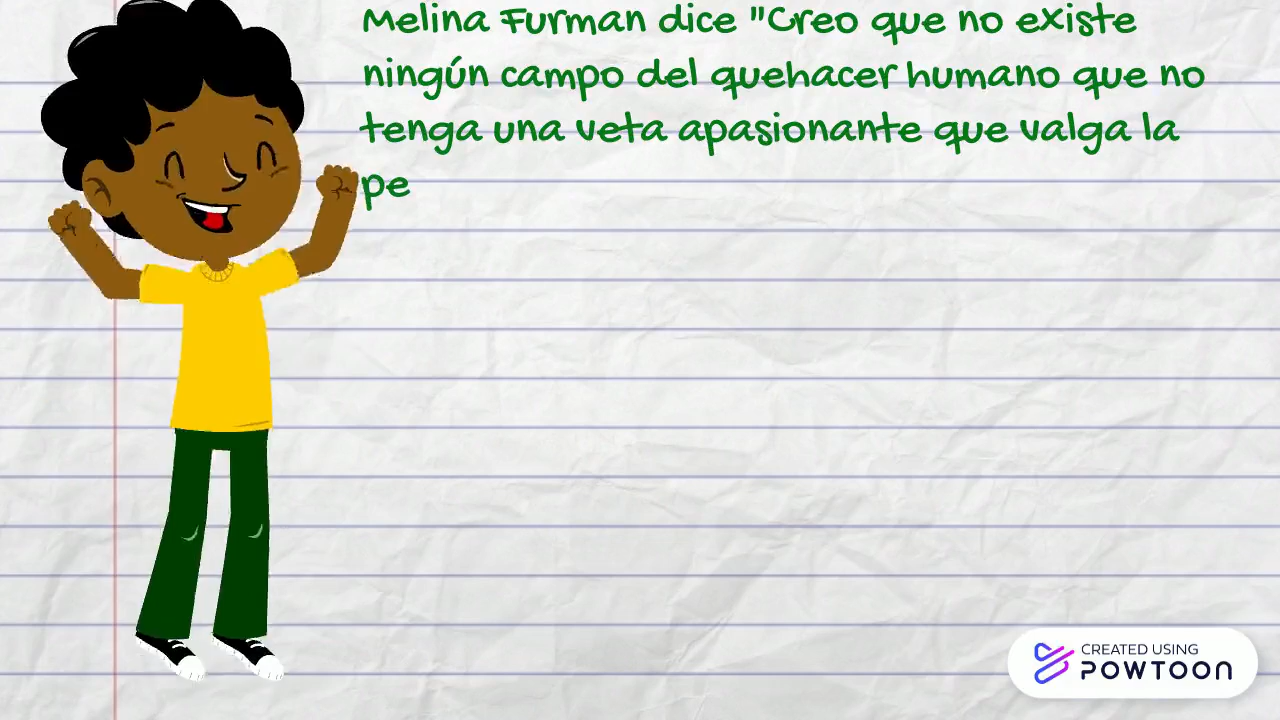 Melina Furman dice "Creo que no existe
ningún campo del quehacer humano que no
tenga una veta apasionante que valga la
pe
CREATED USING
POWTOON